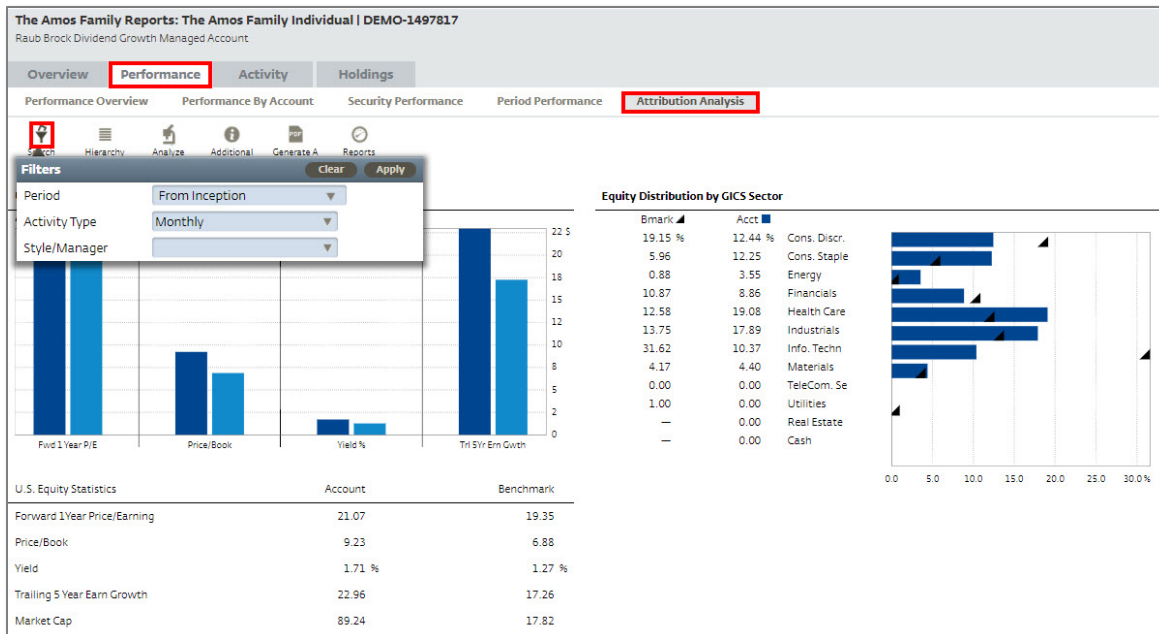 The Amos Family Reports: The Amos Family Individual | DEMO-1497817
Raub Brock Dividend Growth Managed Account
Overview Performance Activity Holdings
Performance Overview Performance By Account Security Performance Period Performance Attribution Analysis
Search Hierarchy Analyze Additional Generate A Reports
Filters Clear Apply
Period From Inception
Activity Type Monthly
Style/Manager
22 S
20
18
15
12
10
8
5
2
0
Fwd 1 Year P/E Price/Book Yield % Trl 5Yr Ern Gwth
U.S. Equity Statistics Account Benchmark
Forward 1Year Price/Earning 21.07 19.35
Price/Book 9.23 6.88
Yield 1.71 % 1.27 %
Trailing 5 Year Earn Growth 22.96 17.26
Market Cap 89.24 17.82
Equity Distribution by GICS Sector
Bmark Acct
19.15 % 12.44 % Cons. Discr.
5.96 12.25 Cons. Staple
0.88 3.55 Energy
10.87 8.86 Financials
12.58 19.08 Health Care
13.75 17.89 Industrials
31.62 10.37 Info. Techn
4.17 4.40 Materials
0.00 0.00 TeleCom. Se
1.00 0.00 Utilities
— 0.00 Real Estate
— 0.00 Cash
0.0 5.0 10.0 15.0 20.0 25.0 30.0%